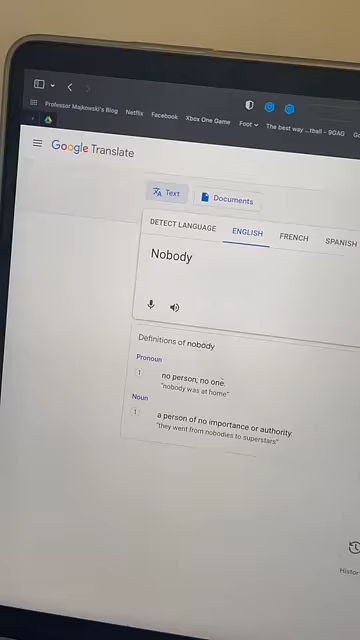 Professor Majkowski's Blog Netflix Facebook Xbox One Game Foot The best way ...tball - 9GAG
Google Translate
Text Documents
DETECT LANGUAGE ENGLISH FRENCH SPANISH
Nobody
Definitions of nobody
Pronoun
1 no person; no one.
"nobody was at home"
Noun
1 a person of no importance or authority.
"they went from nobodies to superstars"
Histor